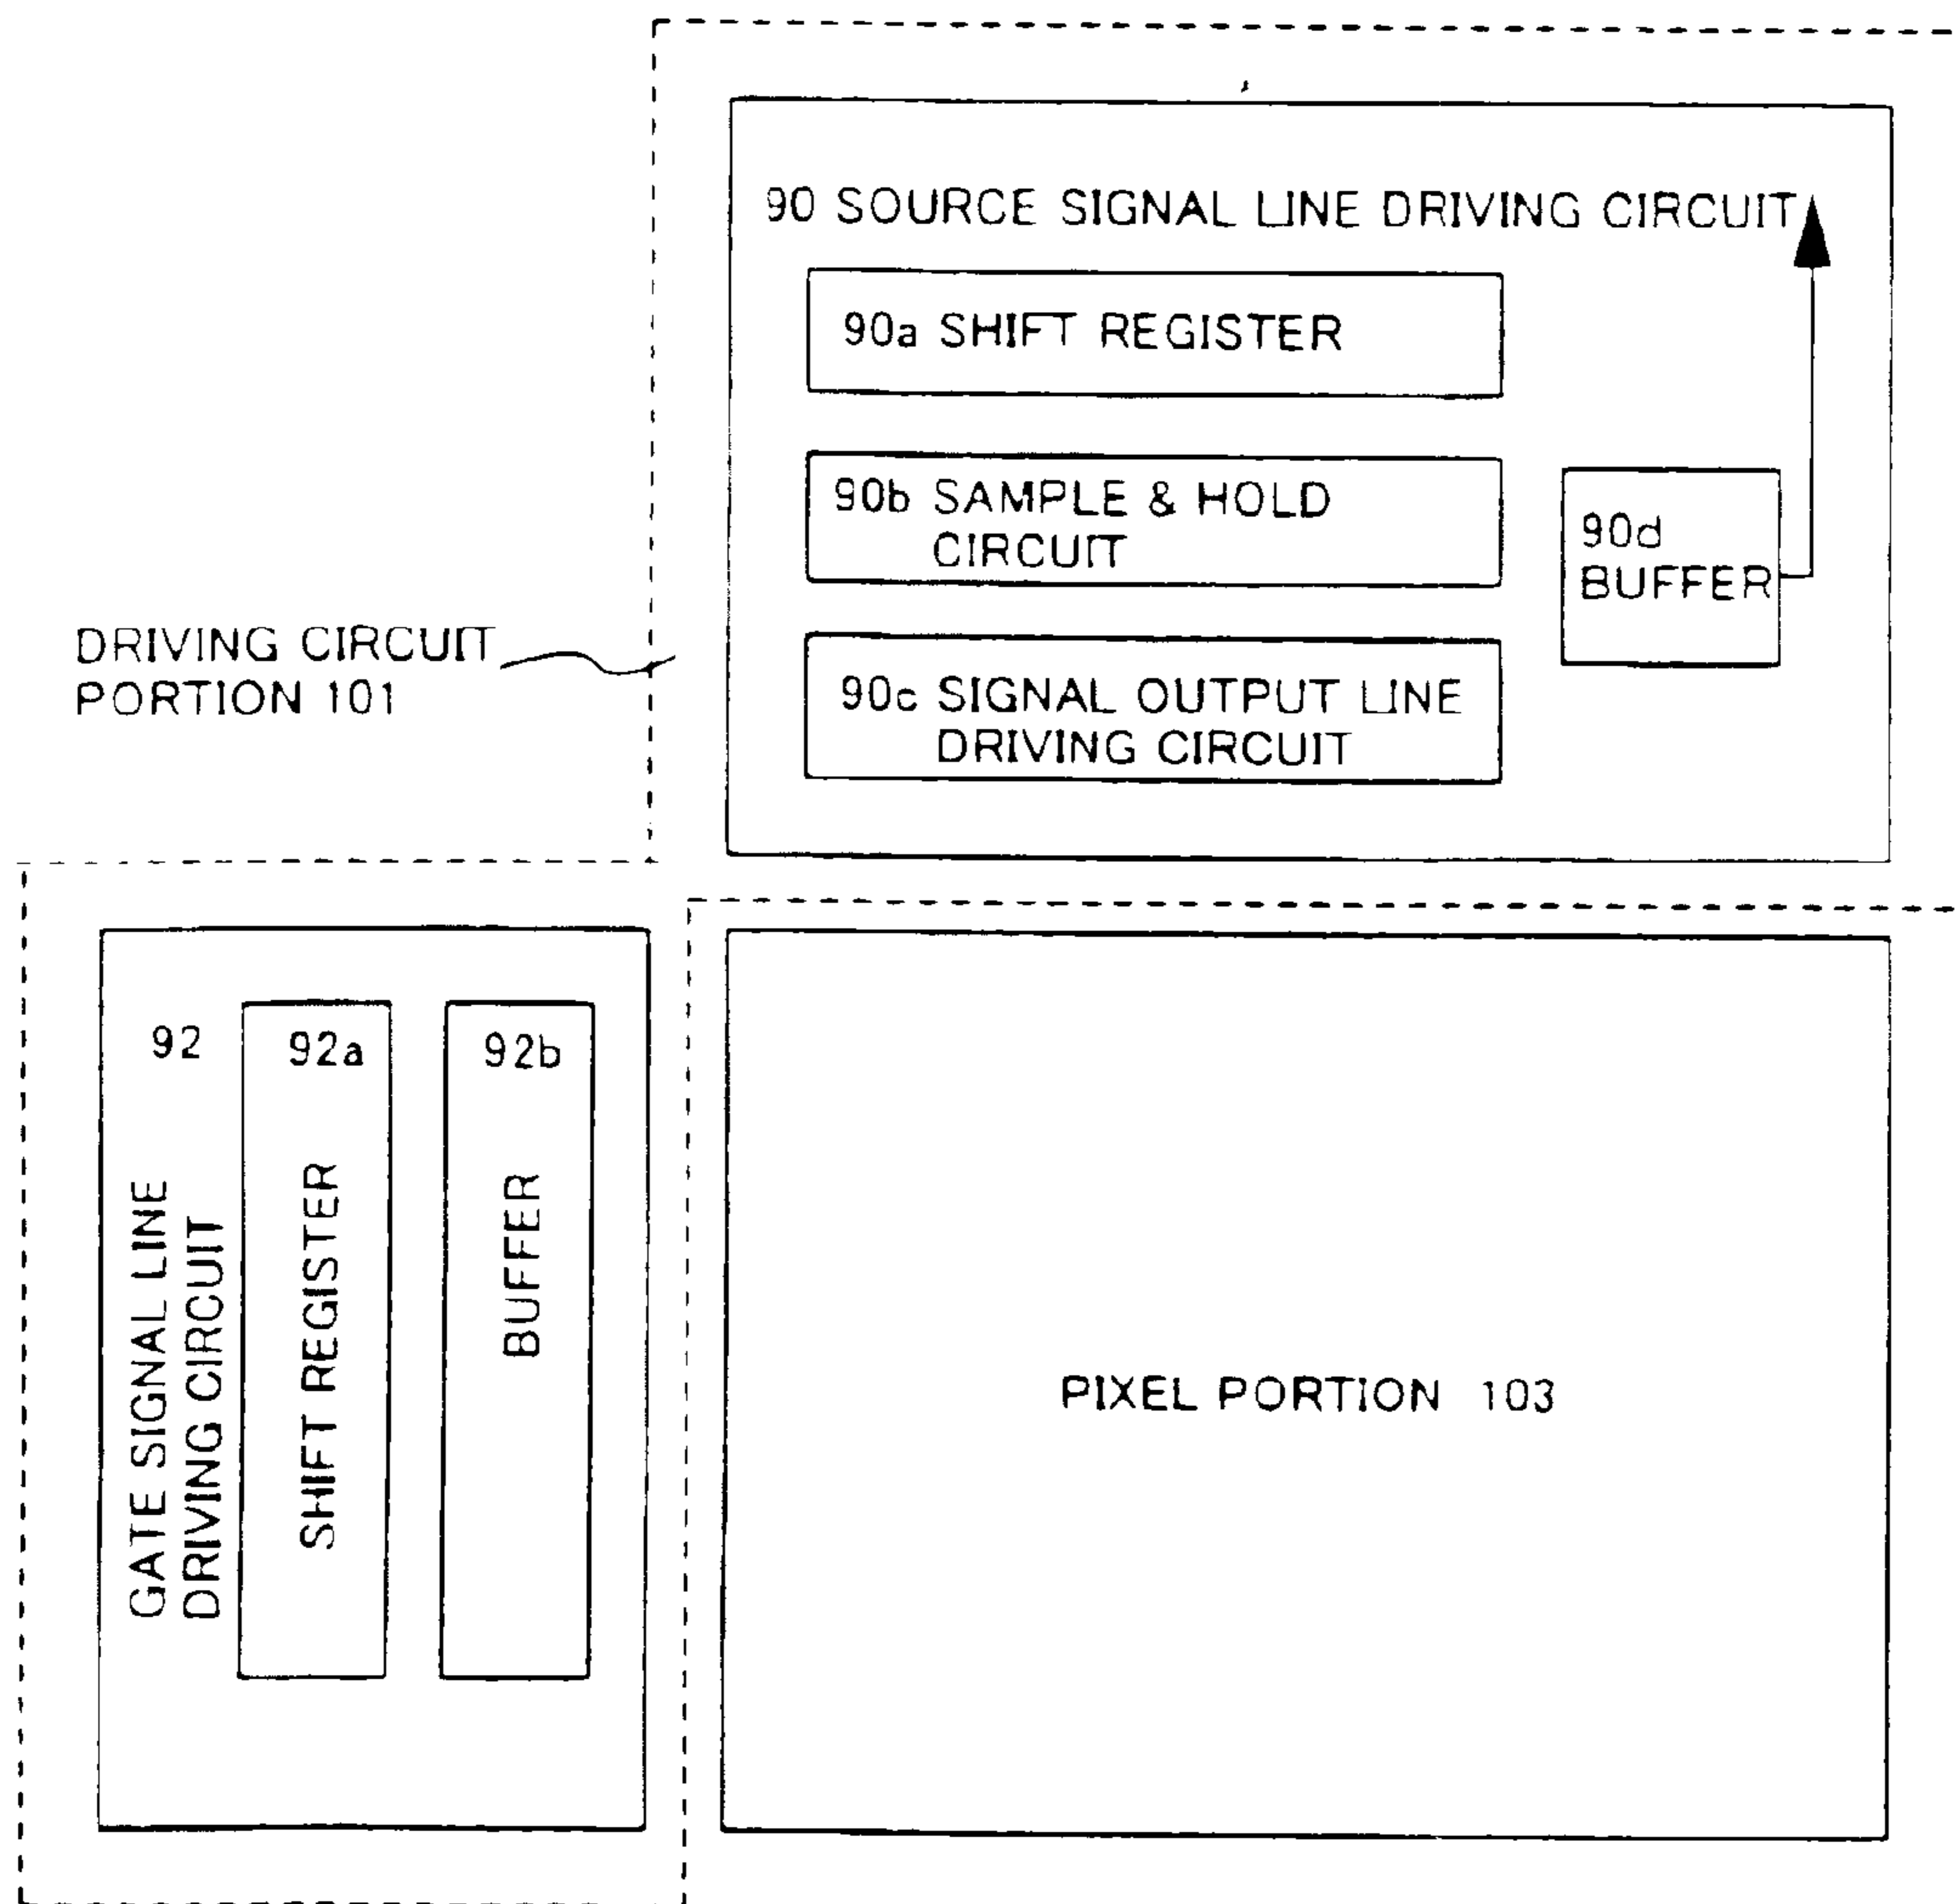 90 SOURCE SIGNAL LINE DRIVING CIRCUIT
90a SHIFT REGISTER
90b SAMPLE & HOLD
CIRCUIT
90d
BUFFER
90c SIGNAL OUTPUT LINE
DRIVING CIRCUIT
DRIVING CIRCUIT
PORTION 101
92
GATE SIGNAL LINE
DRIVING CIRCUIT
92a
SHIFT REGISTER
92b
BUFFER
PIXEL PORTION 103